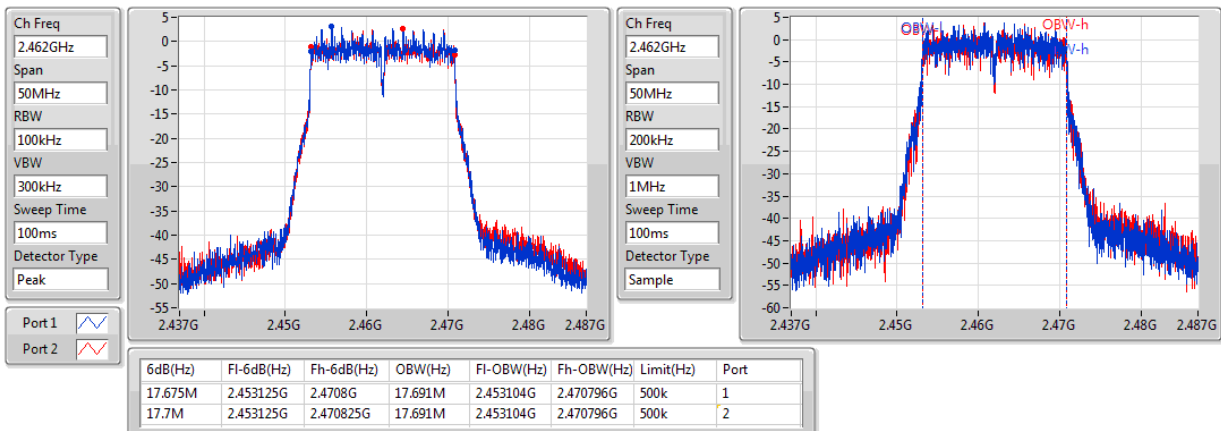 Ch Freq
2.462GHz
Span
50MHz
RBW
100kHz
VBW
300kHz
Sweep Time
100ms
Detector Type
Peak
Port 1
Port 2
5
0
-5
-10
-15
-20
-25
-30
-35
-40
-45
-50
-55
2.437G 2.45G 2.46G 2.47G 2.487G
Ch Freq
2.462GHz
Span
50MHz
RBW
200kHz
VBW
1MHz
Sweep Time
100ms
Detector Type
Sample
5
0
-5
-10
-15
-20
-25
-30
-35
-40
-45
-50
-55
-60
OBW-h
2.437G 2.45G 2.46G 2.47G 2.48G 2.487G
6dB(Hz) Fl-6dB(Hz) Fh-6dB(Hz) OBW(Hz) Fl-OBW(Hz) Fh-OBW(Hz) Limit(Hz) Port
17.675M 2.453125G 2.4708G 17.691M 2.453104G 2.470796G 500k 1
17.7M 2.453125G 2.470825G 17.691M 2.453104G 2.470796G 500k 2